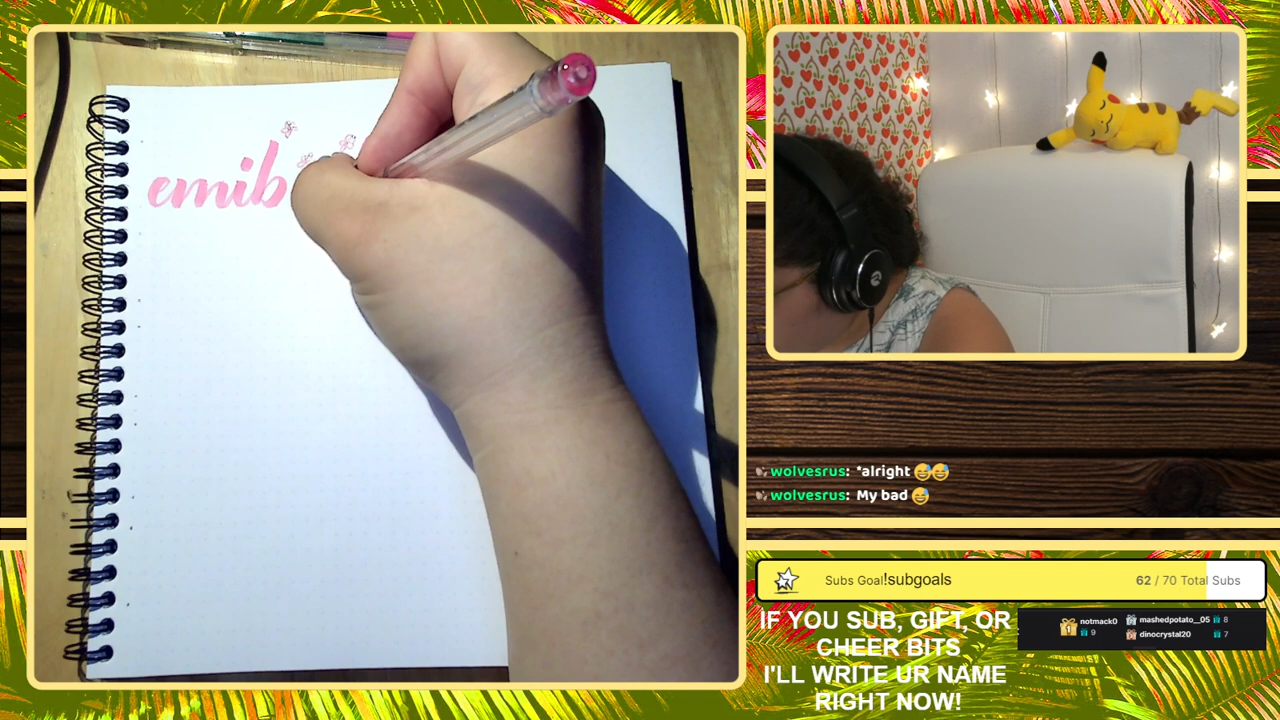 emib
wolvesrus: *alright
wolvesrus: My bad
Subs Goal!subgoals
62 / 70 Total Subs
IF YOU SUB, GIFT, OR
CHEER BITS
I'LL WRITE UR NAME
RIGHT NOW!
1
notmack0
9
mashedpotato__05 8
dinocrystal20 7